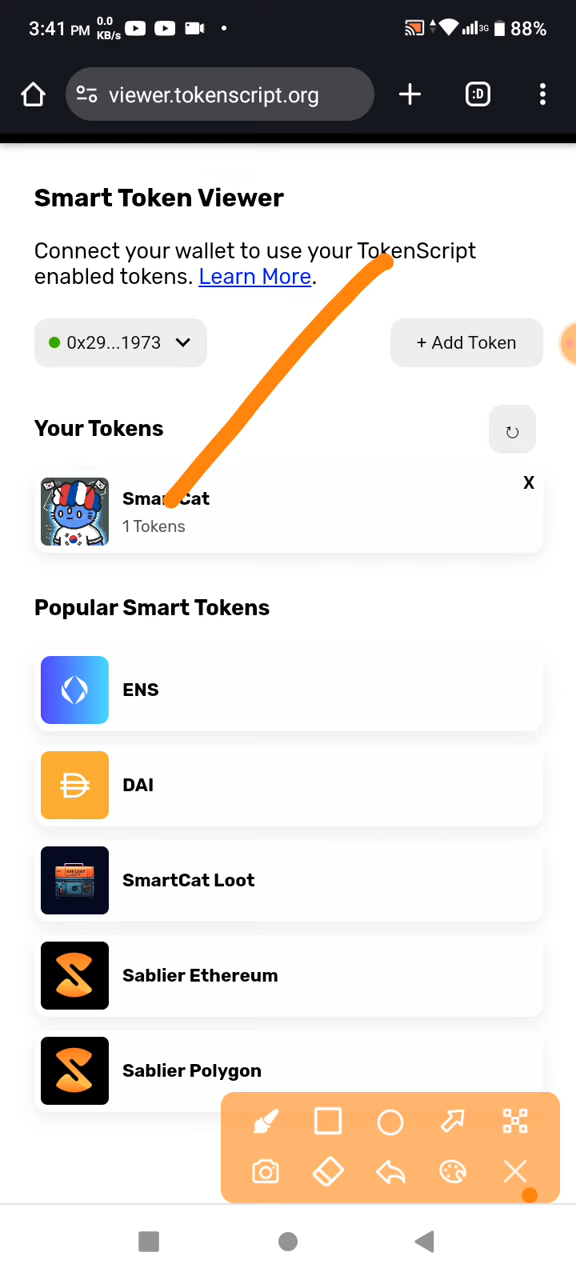 3:41 PM 0.0 KB/s 3G 88%
viewer.tokenscript.org :D
Smart Token Viewer
Connect your wallet to use your TokenScript
enabled tokens. Learn More.
0x29...1973 + Add Token
Your Tokens
SmartCat X
1 Tokens
Popular Smart Tokens
ENS
DAI
SmartCat Loot
Sablier Ethereum
Sablier Polygon